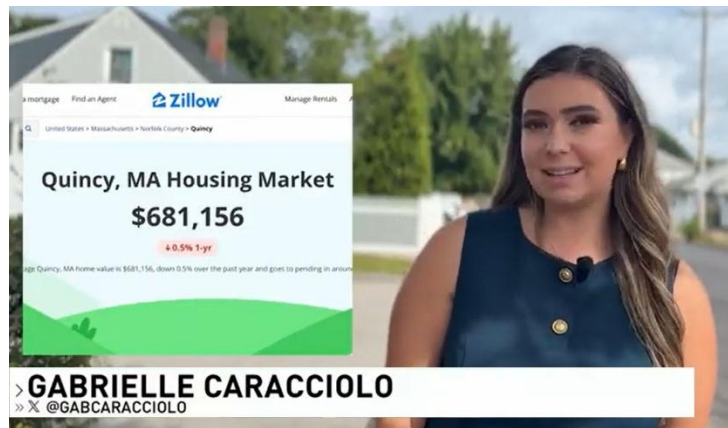 mortgage Find an Agent Zillow Manage Rentals
United States > Massachusetts > Norfolk County > Quincy
Quincy, MA Housing Market
$681,156
↓ 0.5% 1-yr
Quincy, MA home value is $681,156, down 0.5% over the past year and goes to pending in
> GABRIELLE CARACCIOLO
» X @GABCARACCIOLO